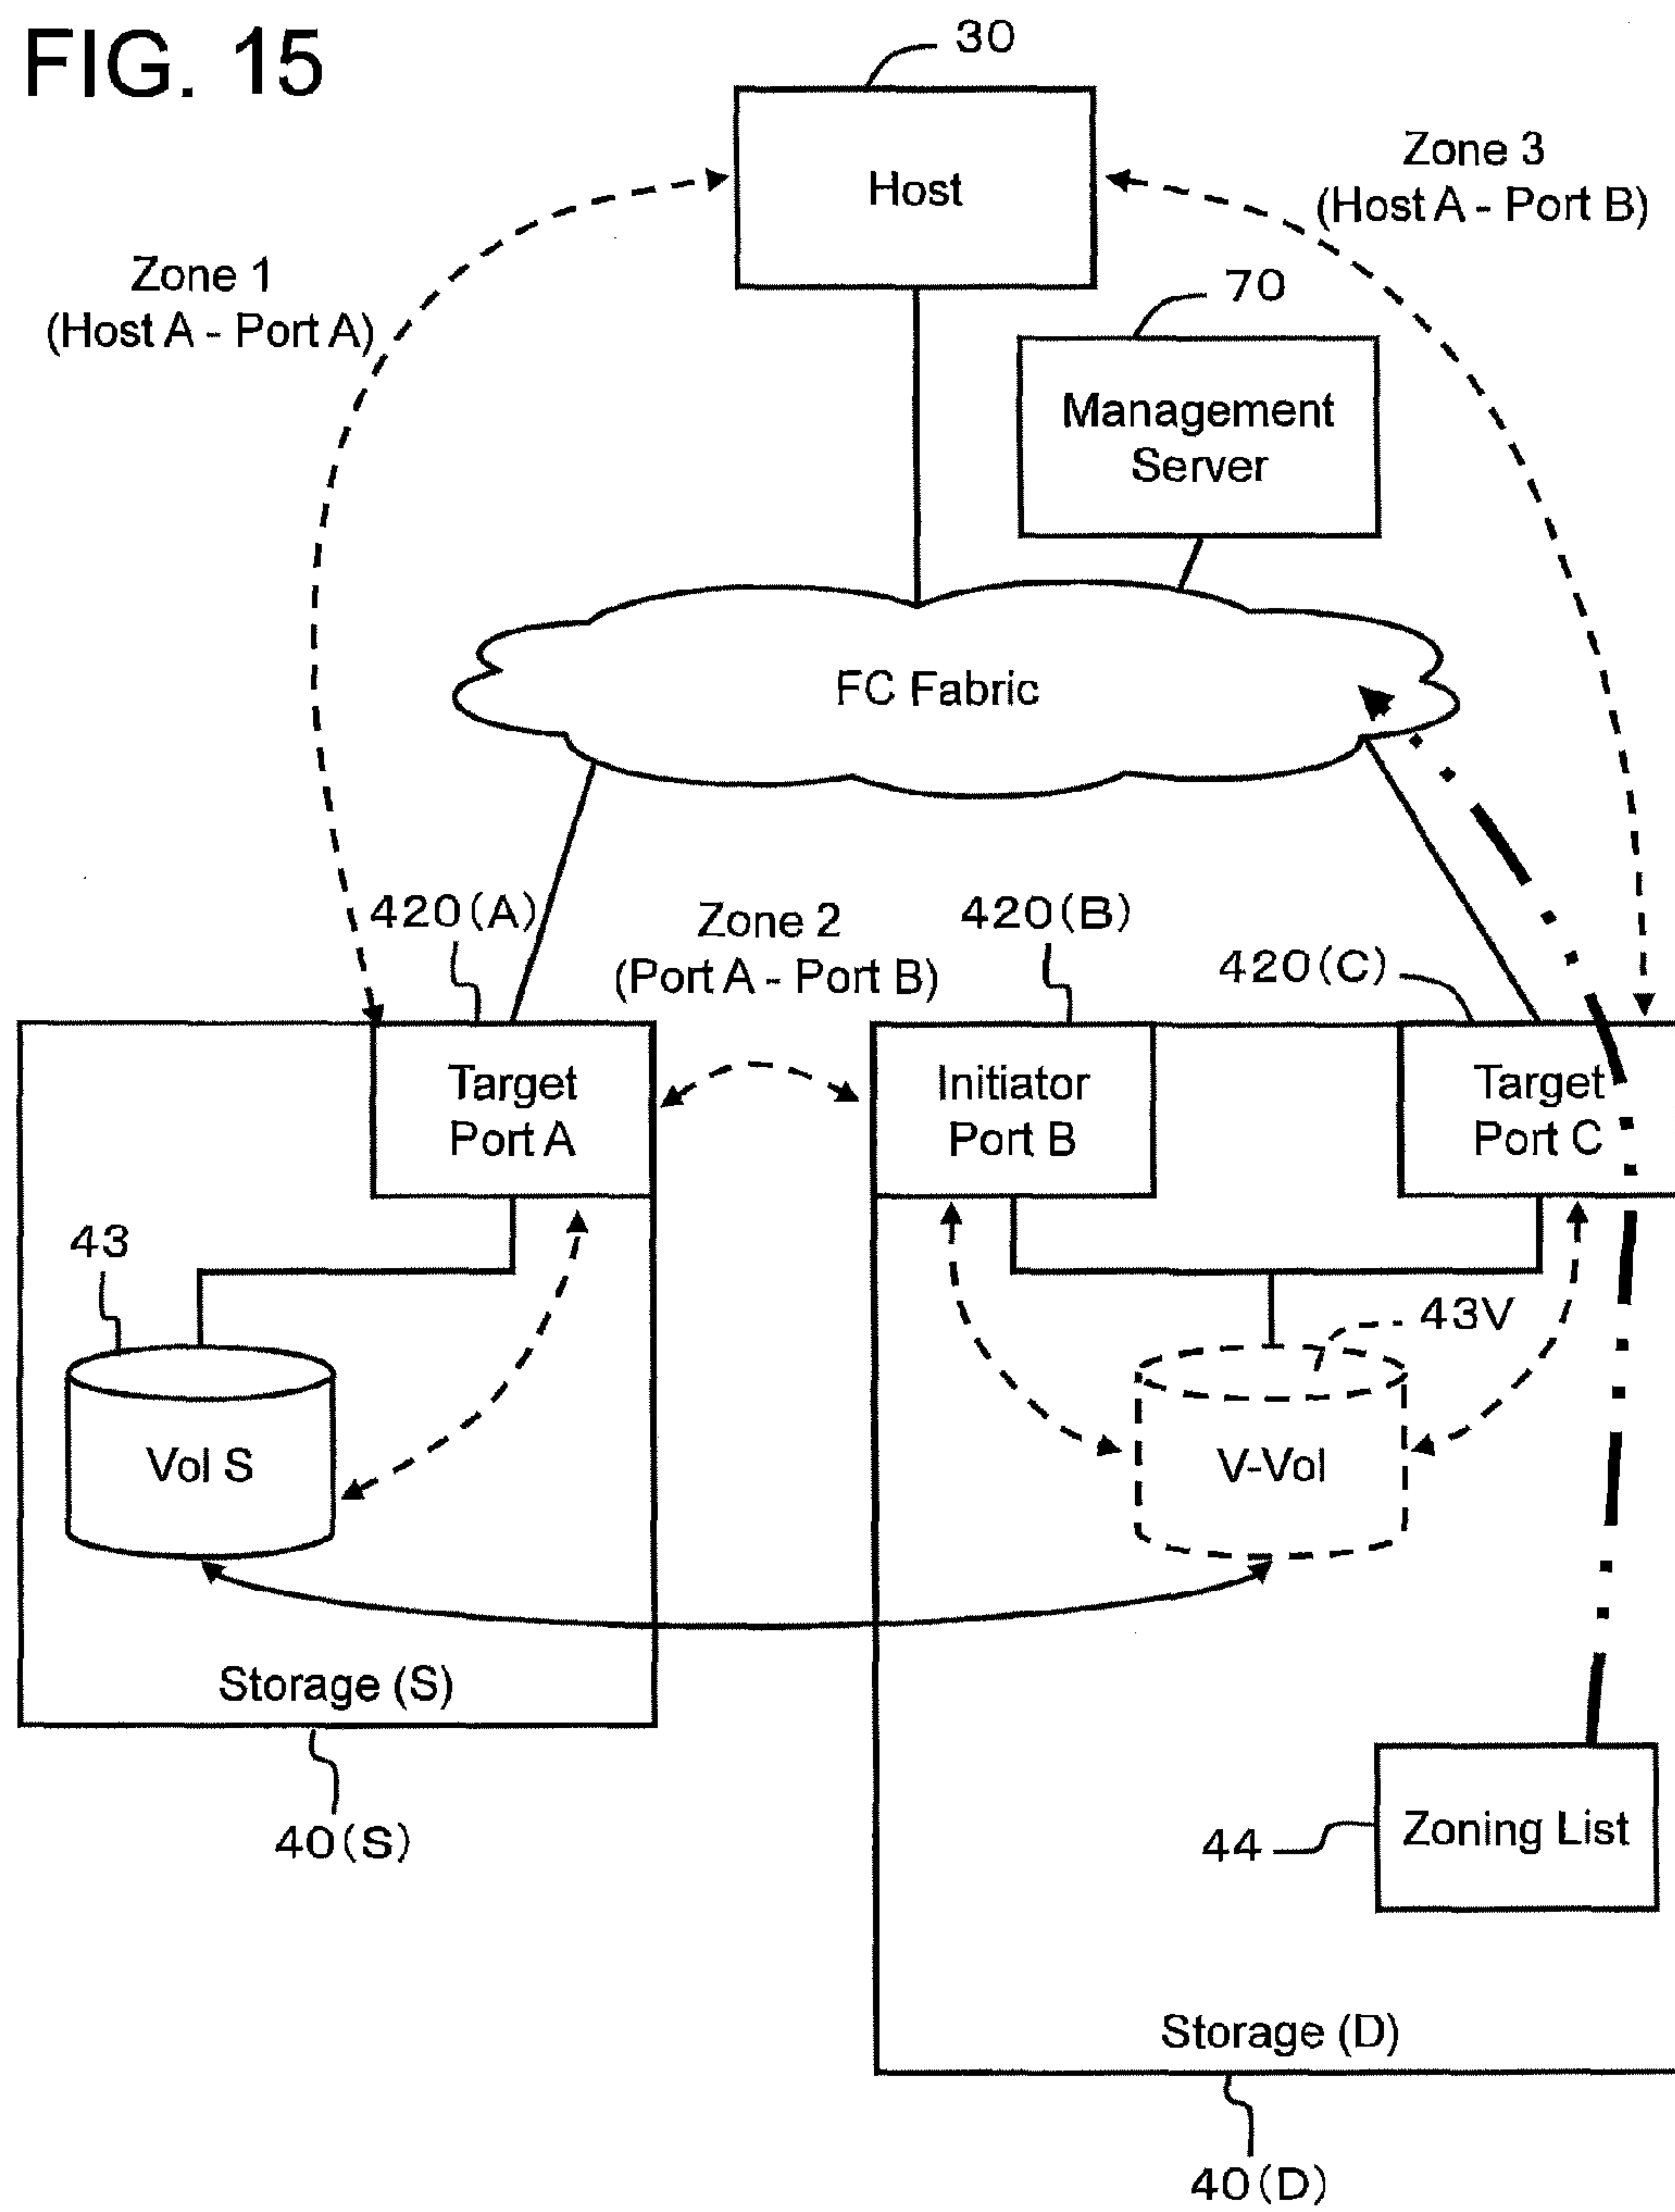 FIG. 15
30
Host
Zone 3
(Host A - Port B)
Zone 1
(Host A - Port A)
70
Management
Server
FC Fabric
420(A)
Zone 2
(Port A - Port B)
420(B)
420(C)
Target
Port A
Initiator
Port B
Target
Port C
43
43V
Vol S
V-Vol
Storage (S)
40(S)
44
Zoning List
Storage (D)
40(D)